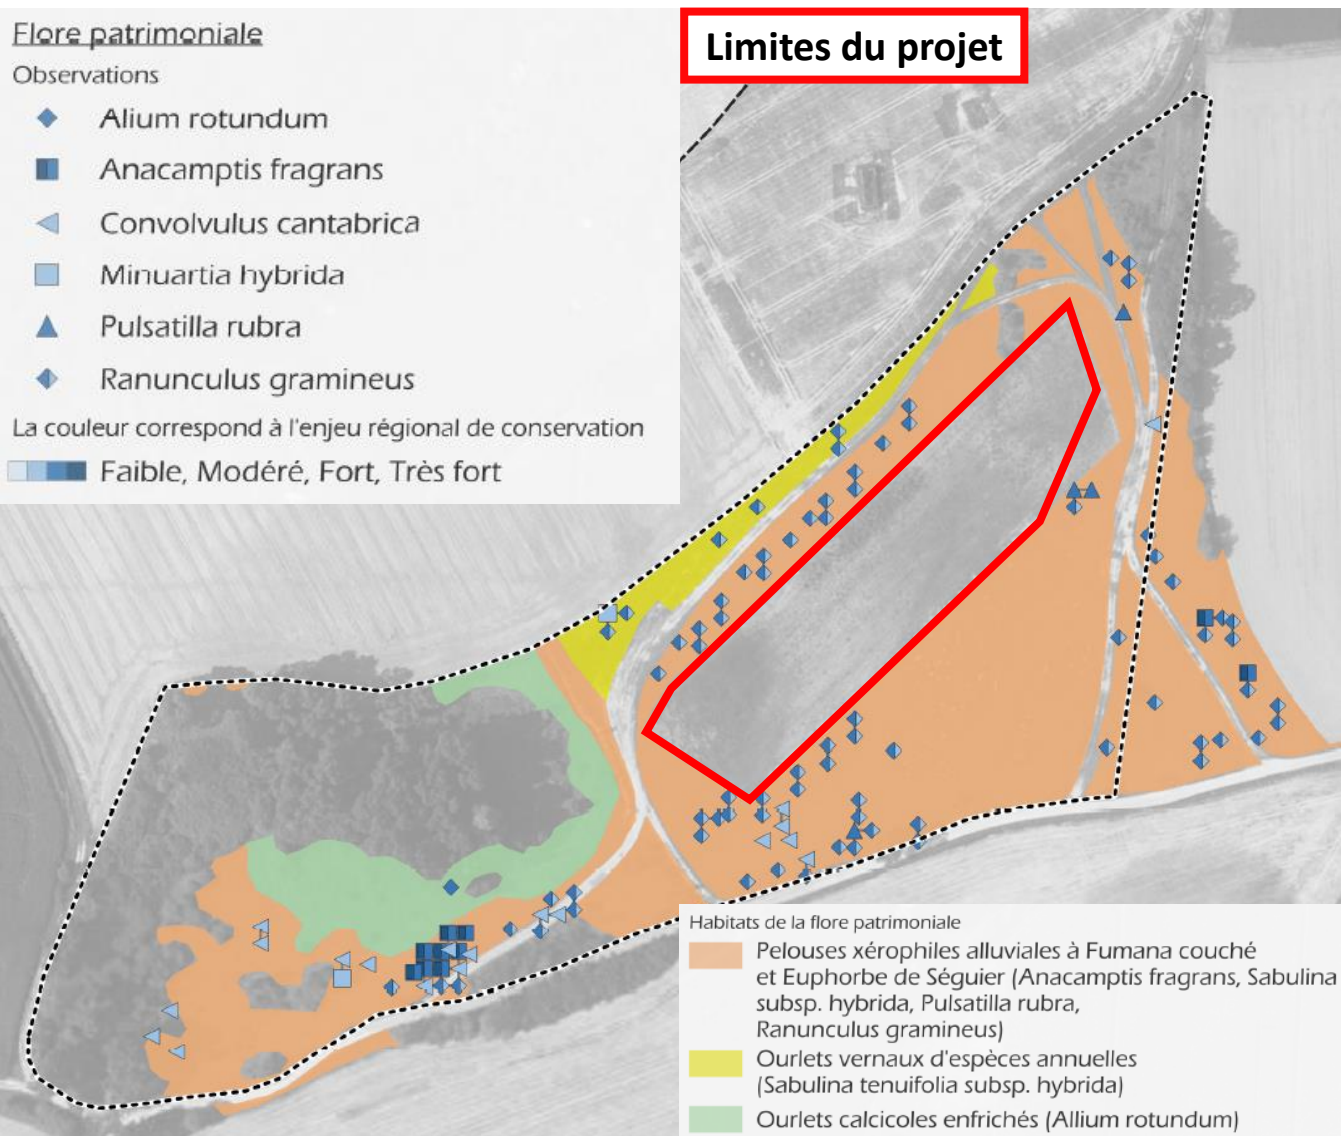 Flore patrimoniale
Observations
Alium rotundum
Anacamptis fragrans
Convolvulus cantabrica
Minuartia hybrida
Pulsatilla rubra
Ranunculus gramineus
La couleur correspond à l'enjeu régional de conservation
Faible, Modéré, Fort, Très fort
Limites du projet
Habitats de la flore patrimoniale
Pelouses xérophiles alluviales à Fumana couché
et Euphorbe de Séguier (Anacamptis fragrans, Sabulina
subsp. hybrida, Pulsatilla rubra,
Ranunculus gramineus)
Ourlets vernaux d'espèces annuelles
(Sabulina tenuifolia subsp. hybrida)
Ourlets calcicoles enfrichés (Allium rotundum)